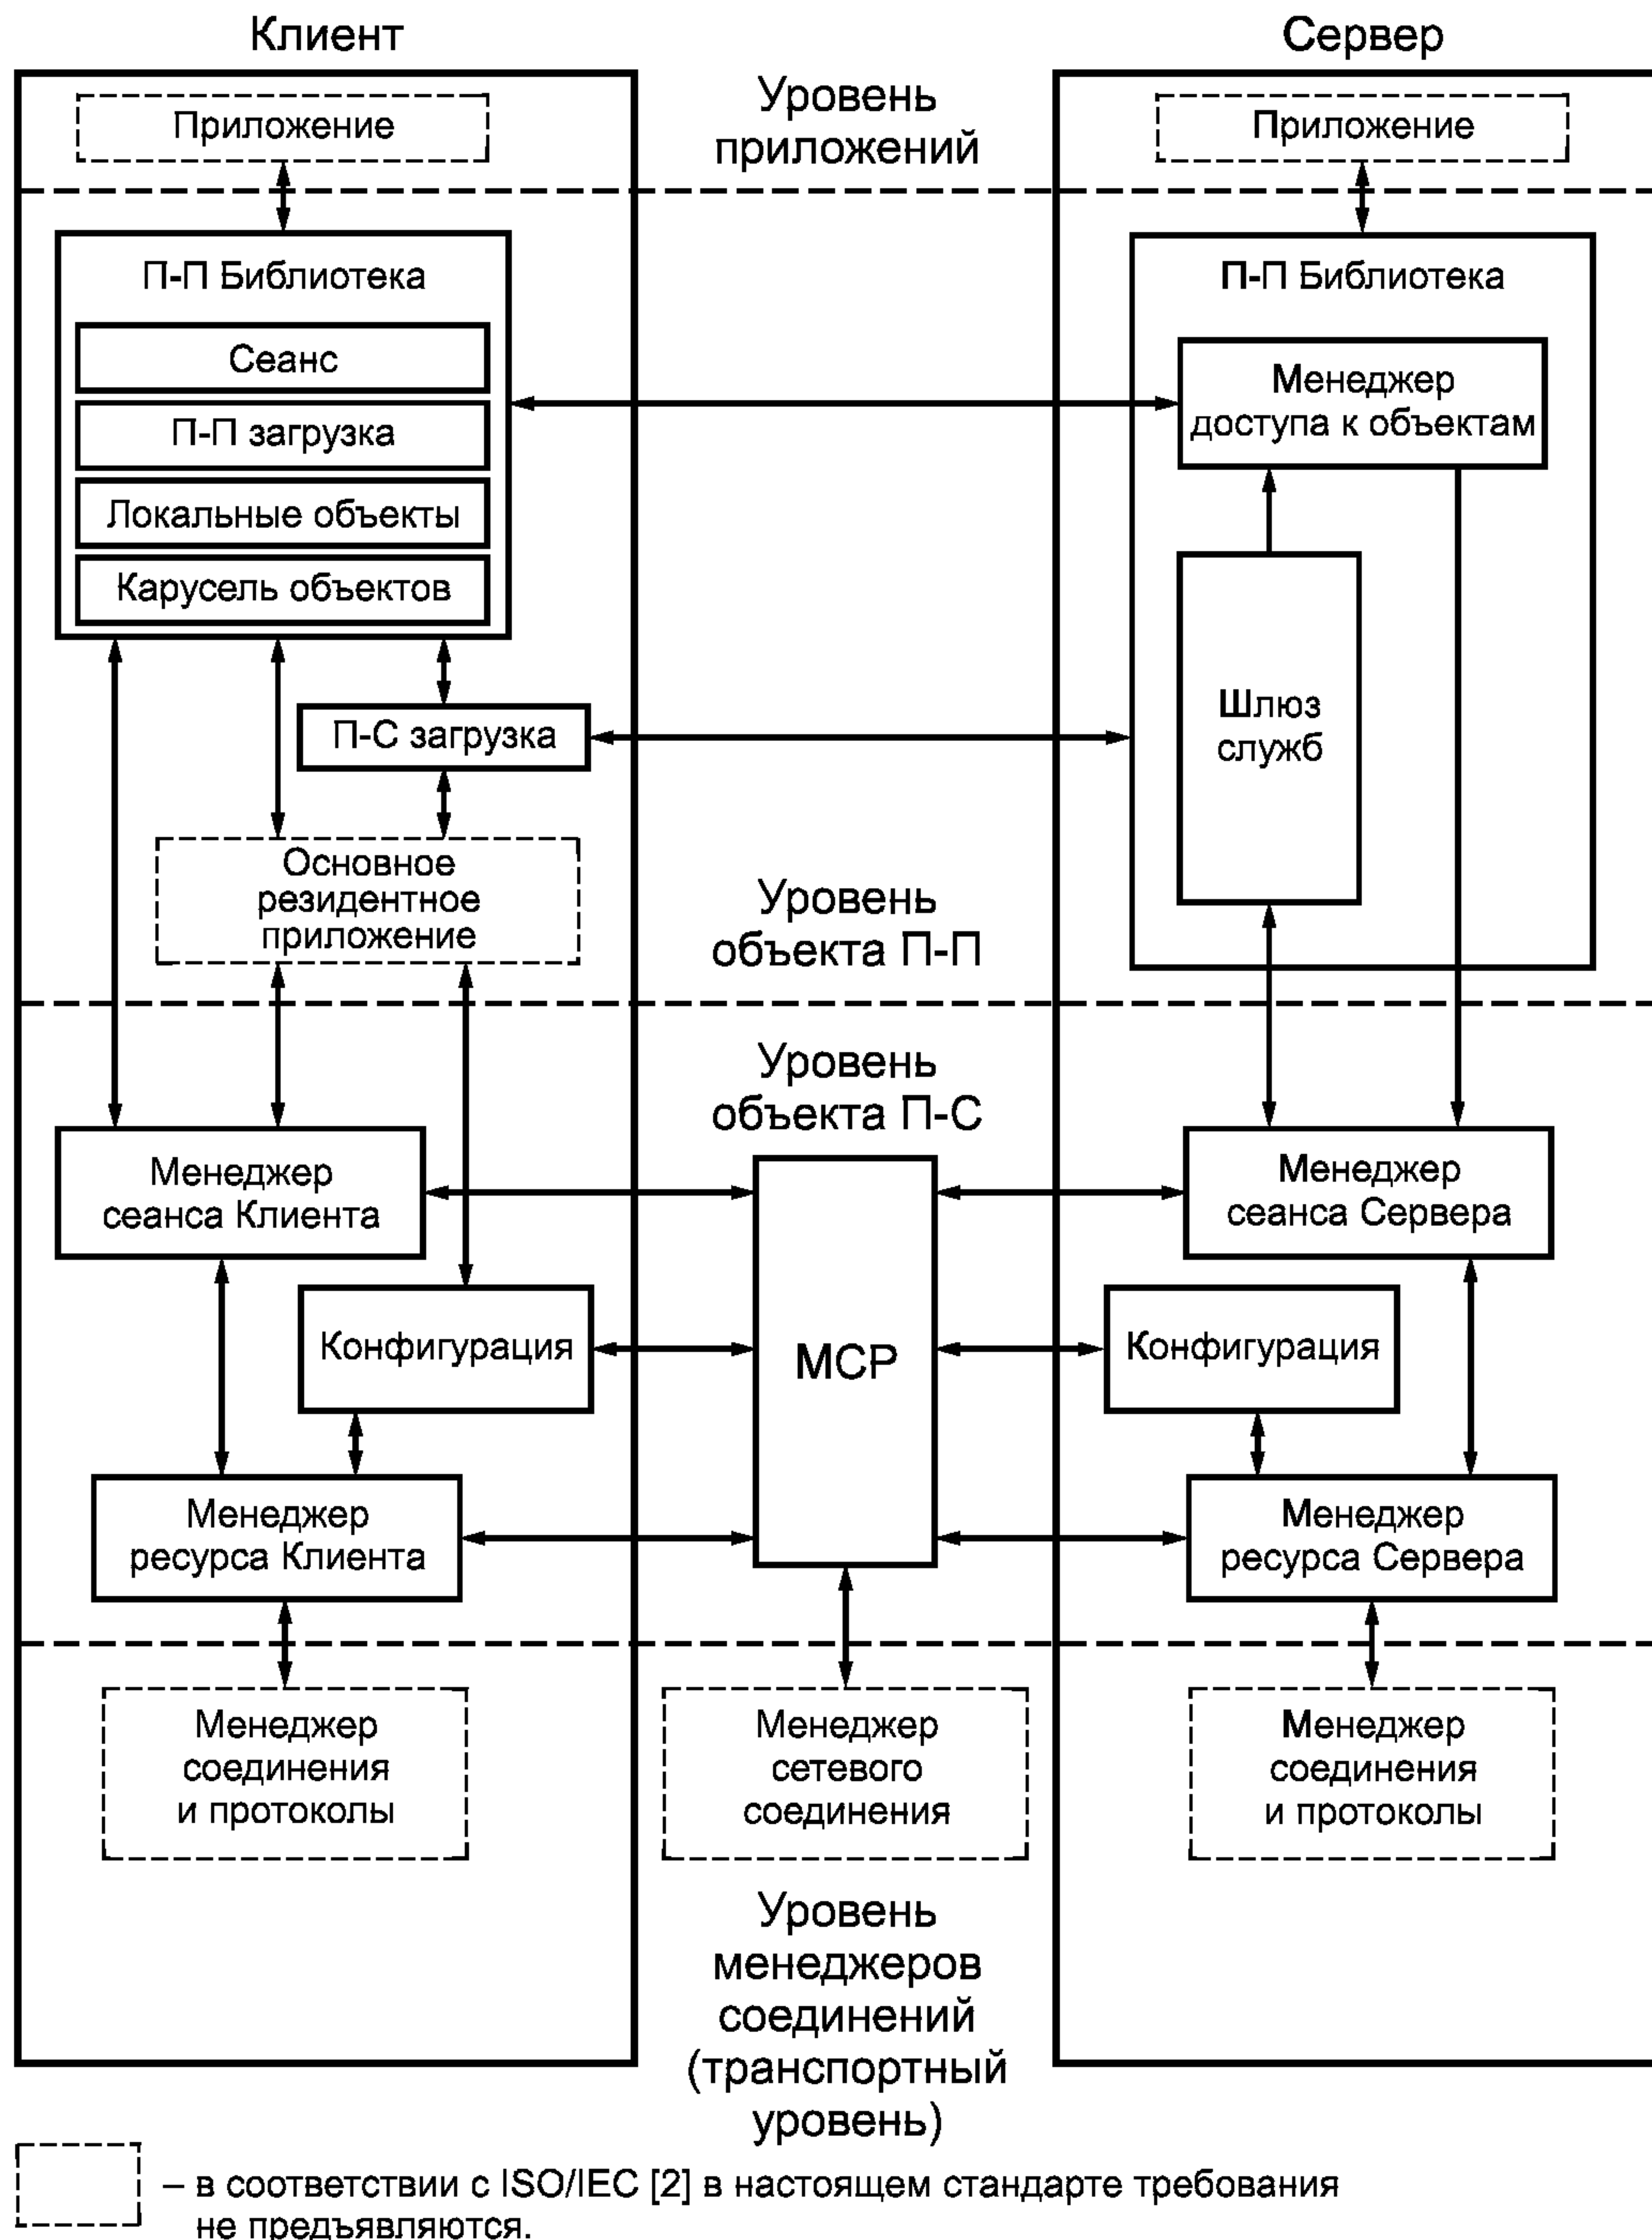 Клиент
Сервер
Уровень
приложений
Приложение
Приложение
П-П Библиотека
Сеанс
П-П загрузка
Локальные объекты
Карусель объектов
П-П Библиотека
Менеджер
доступа к объектам
Шлюз
служб
П-С загрузка
Основное
резидентное
приложение
Уровень
объекта П-П
Уровень
объекта П-С
Менеджер
сеанса Клиента
Менеджер
сеанса Сервера
Конфигурация
МСР
Конфигурация
Менеджер
ресурса Клиента
Менеджер
ресурса Сервера
Менеджер
соединения
и протоколы
Менеджер
сетевого
соединения
Менеджер
соединения
и протоколы
Уровень
менеджеров
соединений
(транспортный
уровень)
– в соответствии с ISO/IEC [2] в настоящем стандарте требования
не предъявляются.